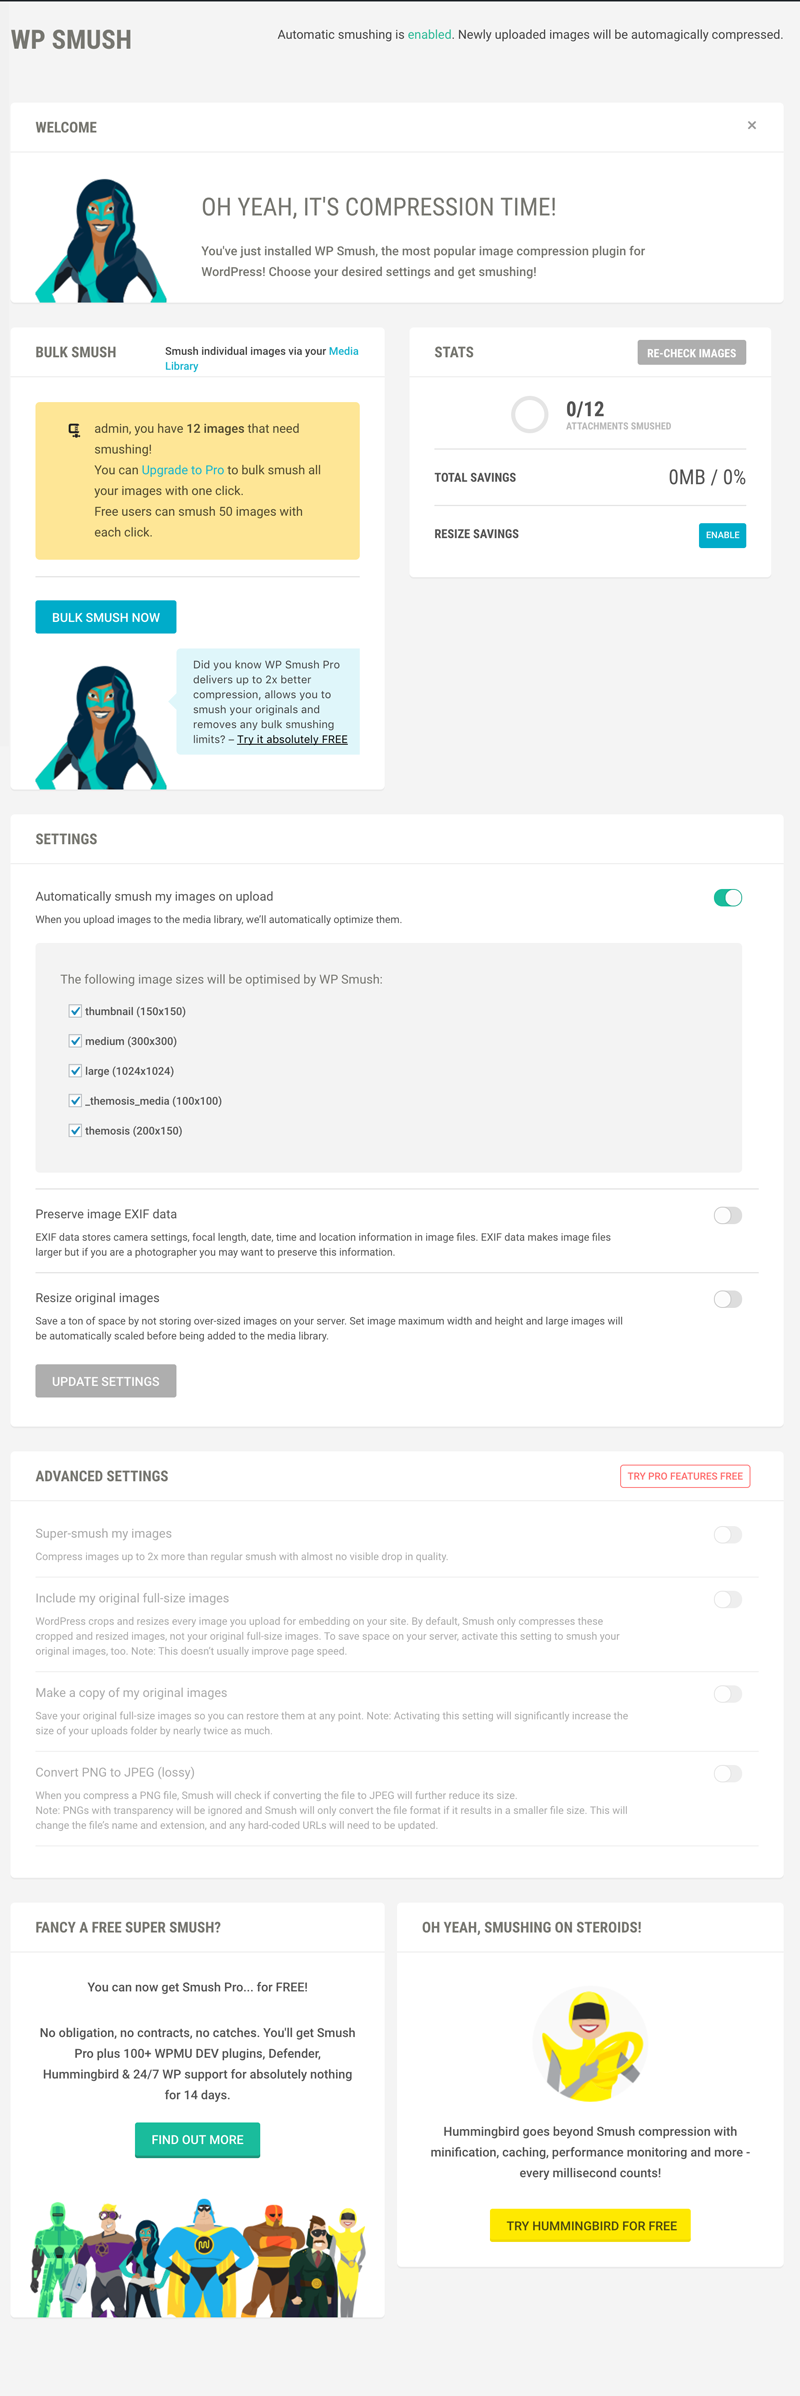 WP SMUSH
Automatic smushing is enabled. Newly uploaded images will be automagically compressed.
WELCOME
×
OH YEAH, IT'S COMPRESSION TIME!
You've just installed WP Smush, the most popular image compression plugin for
WordPress! Choose your desired settings and get smushing!
BULK SMUSH
Smush individual images via your Media
Library
admin, you have 12 images that need
smushing!
You can Upgrade to Pro to bulk smush all
your images with one click.
Free users can smush 50 images with
each click.
BULK SMUSH NOW
Did you know WP Smush Pro
delivers up to 2x better
compression, allows you to
smush your originals and
removes any bulk smushing
limits? – Try it absolutely FREE
STATS
RE-CHECK IMAGES
0/12
ATTACHMENTS SMUSHED
TOTAL SAVINGS
0MB / 0%
RESIZE SAVINGS
ENABLE
SETTINGS
Automatically smush my images on upload
When you upload images to the media library, we'll automatically optimize them.
The following image sizes will be optimised by WP Smush:
thumbnail (150x150)
medium (300x300)
large (1024x1024)
_themosis_media (100x100)
themosis (200x150)
Preserve image EXIF data
EXIF data stores camera settings, focal length, date, time and location information in image files. EXIF data makes image files
larger but if you are a photographer you may want to preserve this information.
Resize original images
Save a ton of space by not storing over-sized images on your server. Set image maximum width and height and large images will
be automatically scaled before being added to the media library.
UPDATE SETTINGS
ADVANCED SETTINGS
TRY PRO FEATURES FREE
Super-smush my images
Compress images up to 2x more than regular smush with almost no visible drop in quality.
Include my original full-size images
WordPress crops and resizes every image you upload for embedding on your site. By default, Smush only compresses these
cropped and resized images, not your original full-size images. To save space on your server, activate this setting to smush your
original images, too. Note: This doesn't usually improve page speed.
Make a copy of my original images
Save your original full-size images so you can restore them at any point. Note: Activating this setting will significantly increase the
size of your uploads folder by nearly twice as much.
Convert PNG to JPEG (lossy)
When you compress a PNG file, Smush will check if converting the file to JPEG will further reduce its size.
Note: PNGs with transparency will be ignored and Smush will only convert the file format if it results in a smaller file size. This will
change the file's name and extension, and any hard-coded URLs will need to be updated.
FANCY A FREE SUPER SMUSH?
You can now get Smush Pro... for FREE!
No obligation, no contracts, no catches. You'll get Smush
Pro plus 100+ WPMU DEV plugins, Defender,
Hummingbird & 24/7 WP support for absolutely nothing
for 14 days.
FIND OUT MORE
OH YEAH, SMUSHING ON STEROIDS!
Hummingbird goes beyond Smush compression with
minification, caching, performance monitoring and more -
every millisecond counts!
TRY HUMMINGBIRD FOR FREE